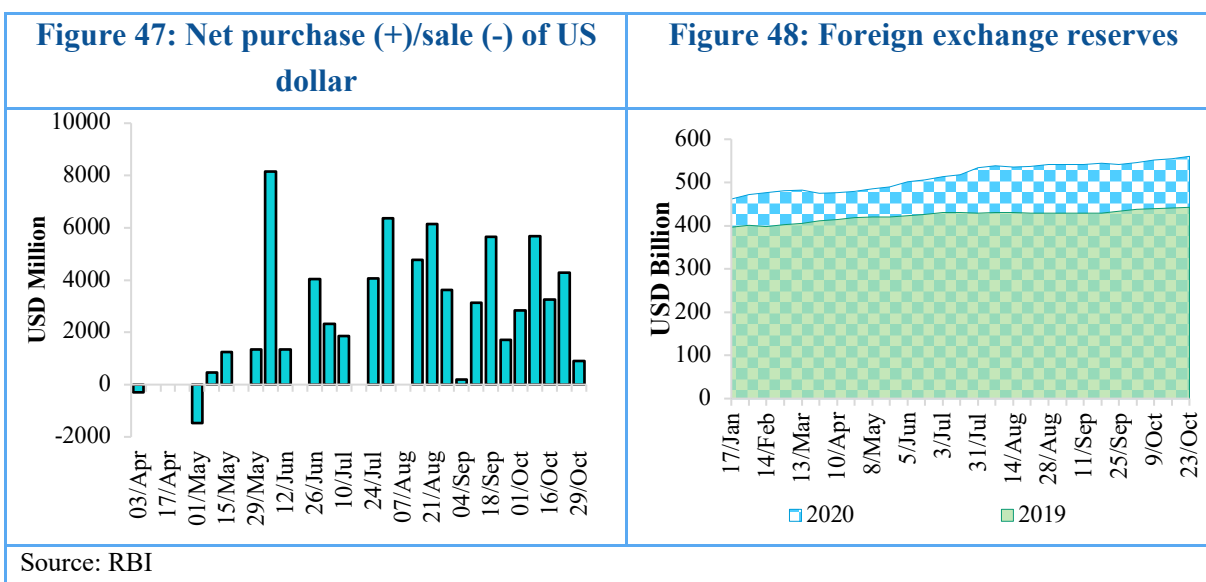 Figure 47: Net purchase (+)/sale (-) of US
dollar
Figure 48: Foreign exchange reserves
USD Million
10000
8000
6000
4000
2000
0
-2000
03/Apr
17/Apr
01/May
15/May
29/May
12/Jun
26/Jun
10/Jul
24/Jul
07/Aug
21/Aug
04/Sep
18/Sep
01/Oct
16/Oct
29/Oct
USD Billion
600
500
400
300
200
100
0
17/Jan
14/Feb
13/Mar
10/Apr
8/May
5/Jun
3/Jul
31/Jul
14/Aug
28/Aug
11/Sep
25/Sep
9/Oct
23/Oct
2020
2019
Source: RBI